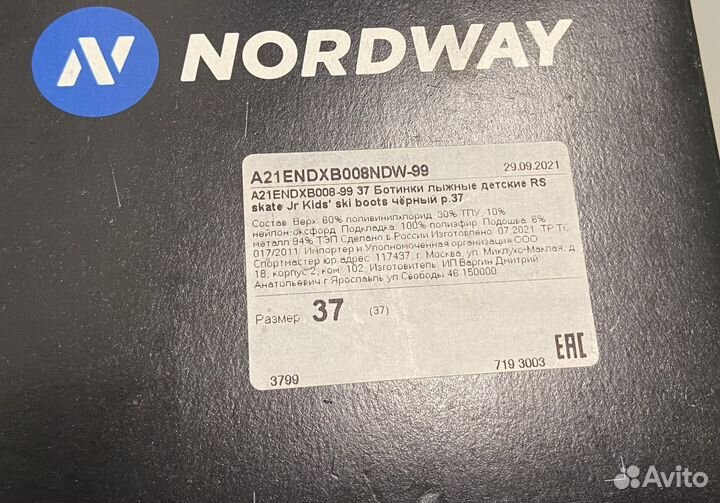 NORDWAY
A21ENDXB008NDW-99 29.09.2021
A21ENDXB008-99 37 Ботинки лыжные детские RS
skate Jr Kids' ski boots чёрный р.37
Состав: Верх: 60% поливинилхлорид, 30% ТПУ, 10%
нейлон-оксфорд. Подкладка: 100% полиэфир. Подошва: 6%
металл 94% ТЭП Сделано в России Изготовлено: 07.2021. ТР ТС
017/2011. Импортер и Уполномоченная организация ООО
Спортмастер юр.адрес: 117437, г. Москва, ул. Миклухо-Маклая, д.
18, корпус 2, ком. 102. Изготовитель: ИП Варгин Дмитрий
Анатольевич г.Ярославль ул.Свободы 46 150000
Размер 37 (37)
EAC
3799 719 3003
Avito